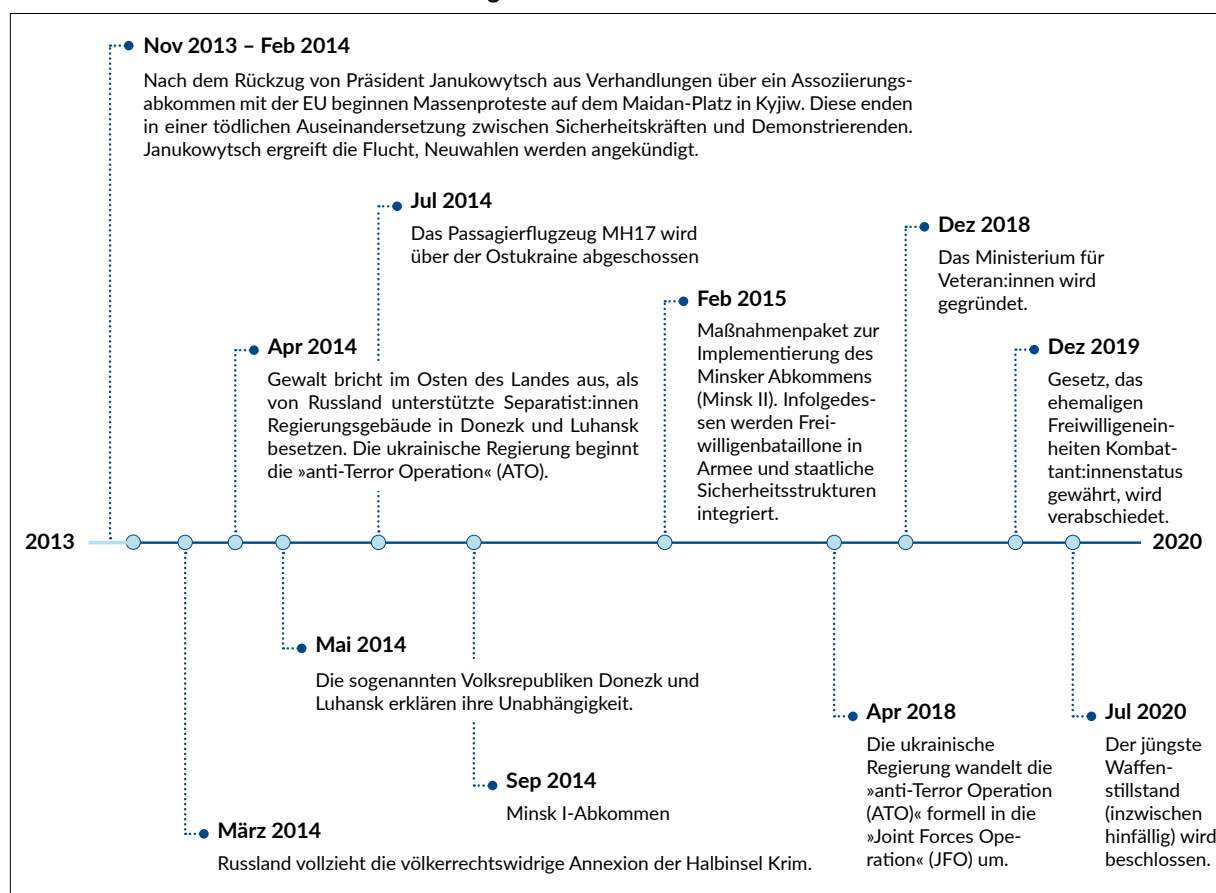 Nov 2013 – Feb 2014
Nach dem Rückzug von Präsident Janukowytsch aus Verhandlungen über ein Assoziierungs-
abkommen mit der EU beginnen Massenproteste auf dem Maidan-Platz in Kyjiw. Diese enden
in einer tödlichen Auseinandersetzung zwischen Sicherheitskräften und Demonstrierenden.
Janukowytsch ergreift die Flucht, Neuwahlen werden angekündigt.
Jul 2014
Das Passagierflugzeug MH17 wird
über der Ostukraine abgeschossen
Dez 2018
Das Ministerium für
Veteran:innen wird
gegründet.
Feb 2015
Maßnahmenpaket zur
Implementierung des
Minsker Abkommens
(Minsk II). Infolgedes-
sen werden Frei-
willigenbataillone in
Armee und staatliche
Sicherheitsstrukturen
integriert.
Apr 2014
Gewalt bricht im Osten des Landes aus, als
von Russland unterstützte Separatist:innen
Regierungsgebäude in Donezk und Luhansk
besetzen. Die ukrainische Regierung beginnt
die »anti-Terror Operation« (ATO).
Dez 2019
Gesetz, das
ehemaligen
Freiwilligenein-
heiten Kombat-
tant:innenstatus
gewährt, wird
verabschiedet.
2013
2020
Mai 2014
Die sogenannten Volksrepubliken Donezk und
Luhansk erklären ihre Unabhängigkeit.
Apr 2018
Die ukrainische
Regierung wandelt die
»anti-Terror Operation
(ATO)« formell in die
»Joint Forces Ope-
ration« (JFO) um.
Jul 2020
Der jüngste
Waffen-
stillstand
(inzwischen
hinfällig) wird
beschlossen.
Sep 2014
Minsk I-Abkommen
März 2014
Russland vollzieht die völkerrechtswidrige Annexion der Halbinsel Krim.